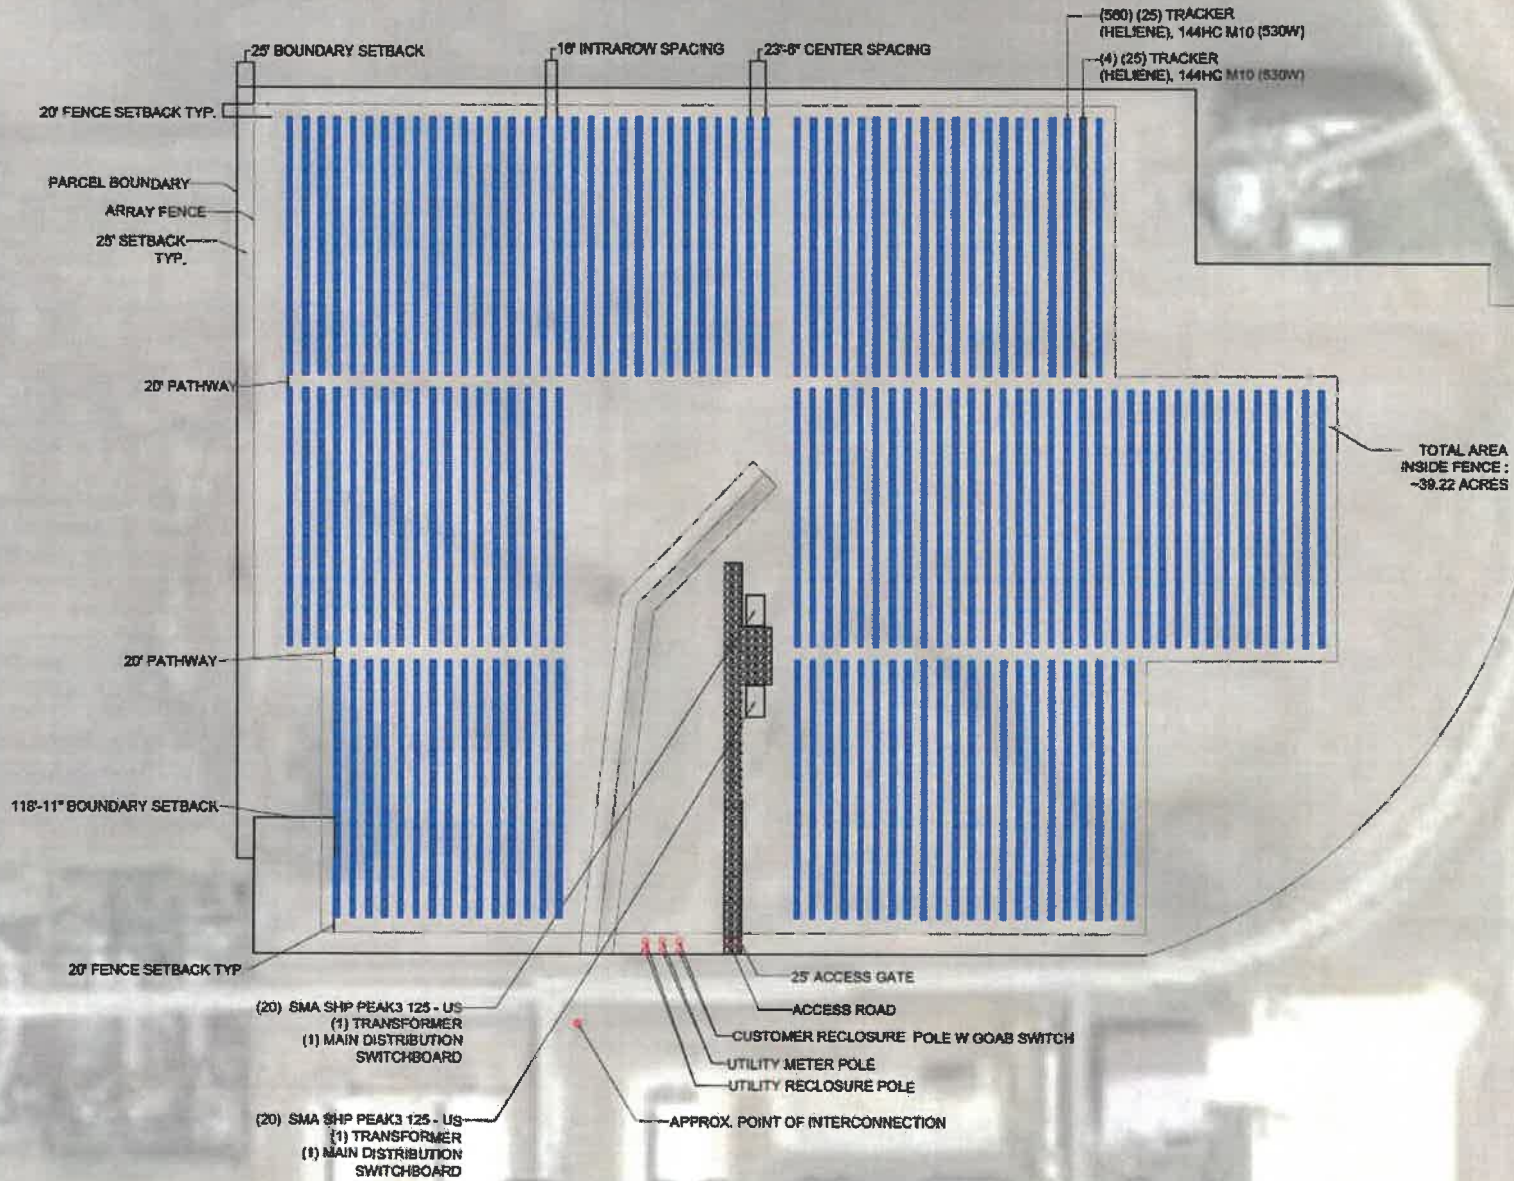 (560) (25) TRACKER
(HELIENE), 144HC M10 (530W)
25' BOUNDARY SETBACK
16' INTRAROW SPACING
23'-6" CENTER SPACING
(4) (25) TRACKER
(HELIENE), 144HC M10 (530W)
20' FENCE SETBACK TYP.
PARCEL BOUNDARY
ARRAY FENCE
25' SETBACK
TYP.
20' PATHWAY
TOTAL AREA
INSIDE FENCE :
~39.22 ACRES
20' PATHWAY
118'-11" BOUNDARY SETBACK
20' FENCE SETBACK TYP
25' ACCESS GATE
(20) SMA SHP PEAK3 125 - US
(1) TRANSFORMER
(1) MAIN DISTRIBUTION
SWITCHBOARD
ACCESS ROAD
CUSTOMER RECLOSURE POLE W GOAB SWITCH
UTILITY METER POLE
UTILITY RECLOSURE POLE
(20) SMA SHP PEAK3 125 - US
(1) TRANSFORMER
(1) MAIN DISTRIBUTION
SWITCHBOARD
APPROX. POINT OF INTERCONNECTION